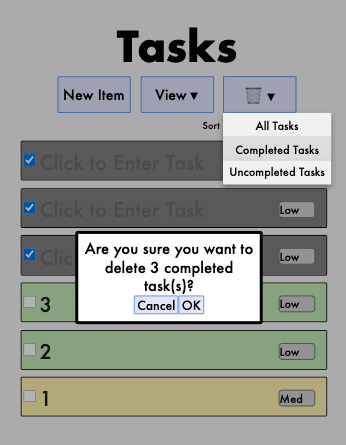 Tasks
New Item
View ▾
▾
Sort
All Tasks
Completed Tasks
Uncompleted Tasks
Click to Enter Task
Click to Enter Task
Low
Clic
Low
Are you sure you want to
delete 3 completed
task(s)?
Cancel OK
3
Low
2
Low
1
Med